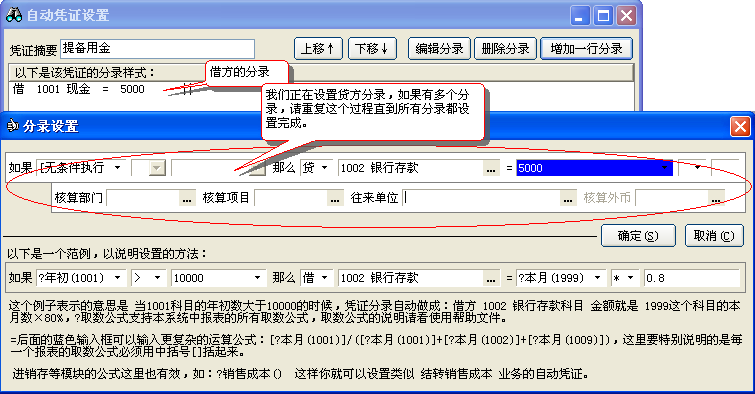 自动凭证设置
凭证摘要 提备用金 上移↑ 下移↓ 编辑分录 删除分录 增加一行分录
以下是该凭证的分录样式:
借 1001 现金 = 5000
借方的分录
我们正在设置贷方分录,如果有多个分
录,请重复这个过程直到所有分录都设
置完成。
分录设置
如果 [无条件执行 那么 贷 1002 银行存款 ... = 5000
核算部门 ... 核算项目 ... 往来单位 ... 核算外币 ...
确定(S) 取消(C)
以下是一个范例,以说明设置的方法:
如果 ?年初(1001) > 10000 那么 借 1002 银行存款 ... = ?本月(1999) * 0.8
这个例子表示的意思是 当1001科目的年初数大于10000的时候,凭证分录自动做成:借方 1002 银行存款科目 金额就是 1999这个科目的本
月数×80%,?取数公式支持本系统中报表的所有取数公式,取数公式的说明请看使用帮助文件。
=后面的蓝色输入框可以输入更复杂的运算公式:[?本月(1001)]/([?本月(1001)]+[?本月(1002)]+[?本月(1009)]),这里要特别说明的是每
一个报表的取数公式必须用中括号[]括起来。
进销存等模块的公式这里也有效,如:?销售成本() 这样你就可以设置类似 结转销售成本 业务的自动凭证。